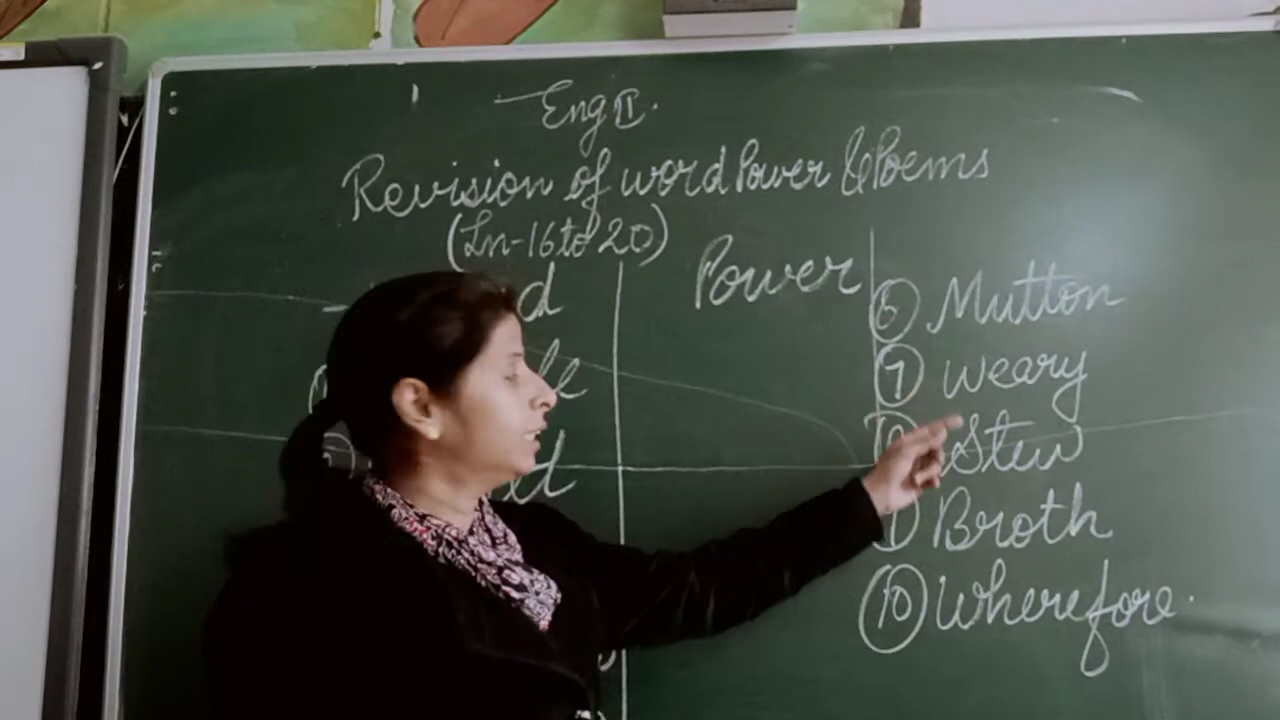 Eng II.
Revision of word Power & Poems
(Ln-16 to 20)
Power
6 Mutton
7 Weary
Stew
Broth
10 Wherefore.